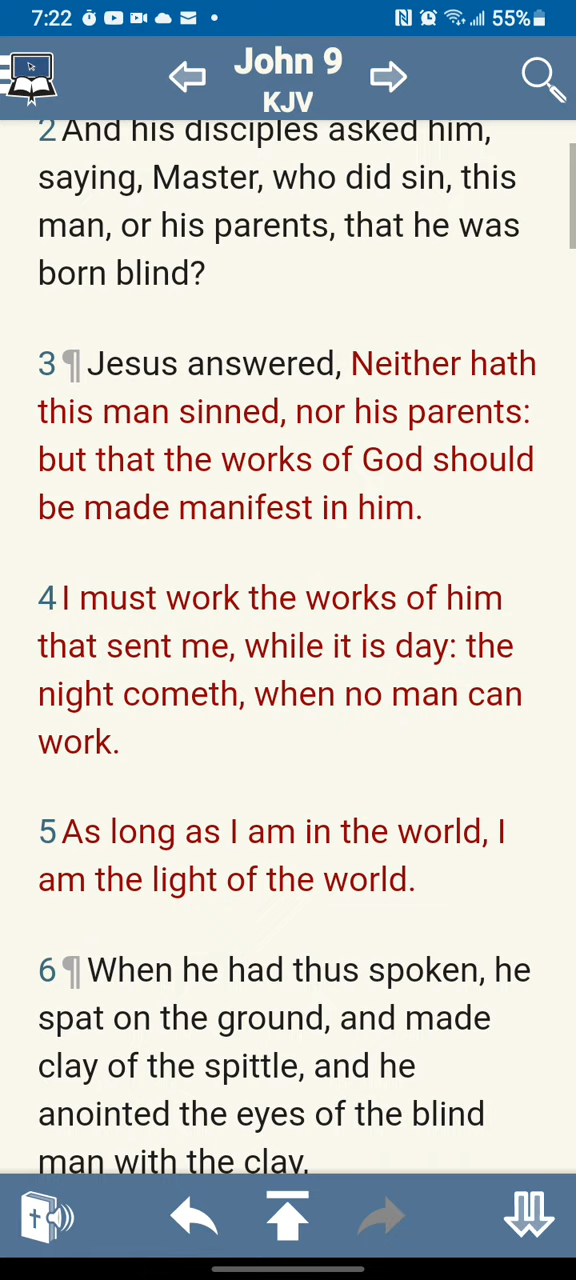 7:22 55%
John 9
KJV
2 And his disciples asked him,
saying, Master, who did sin, this
man, or his parents, that he was
born blind?
3 ¶ Jesus answered, Neither hath
this man sinned, nor his parents:
but that the works of God should
be made manifest in him.
4 I must work the works of him
that sent me, while it is day: the
night cometh, when no man can
work.
5 As long as I am in the world, I
am the light of the world.
6 ¶ When he had thus spoken, he
spat on the ground, and made
clay of the spittle, and he
anointed the eyes of the blind
man with the clay.